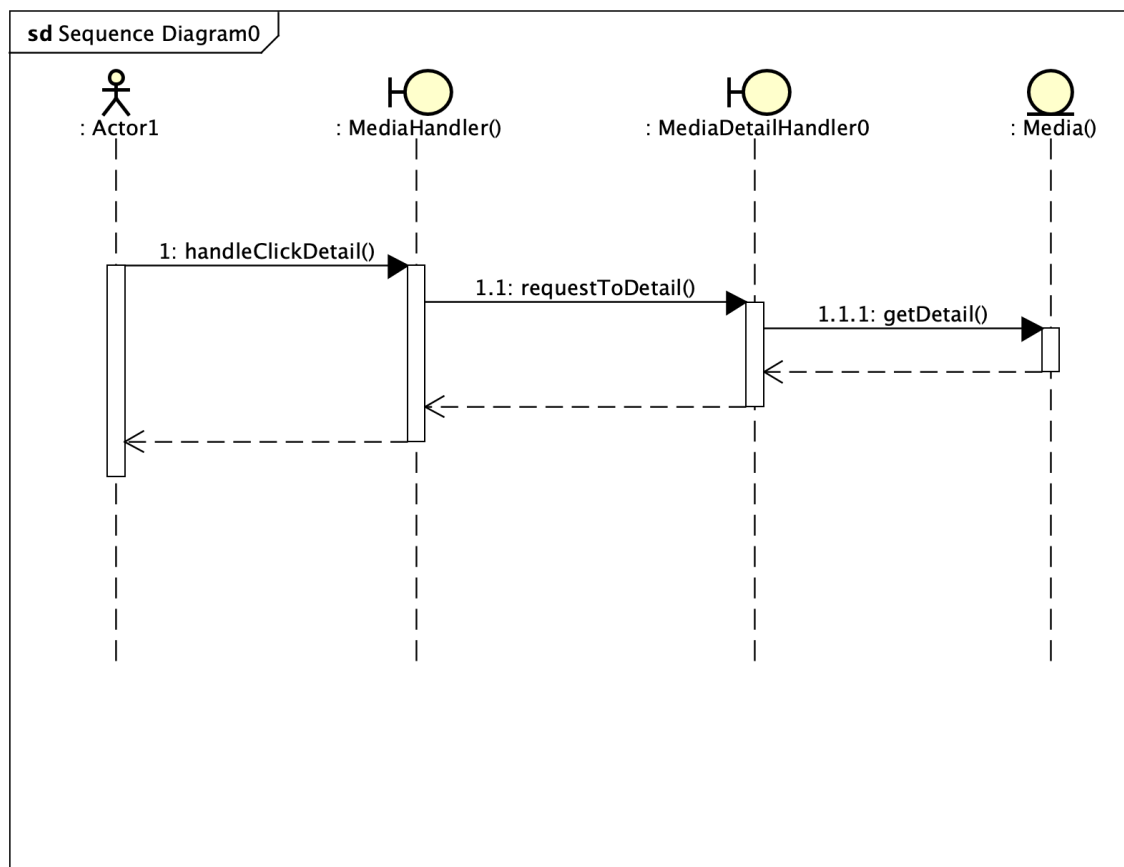 sd Sequence Diagram0
: Actor1
: MediaHandler()
: MediaDetailHandler0
: Media()
1: handleClickDetail()
1.1: requestToDetail()
1.1.1: getDetail()